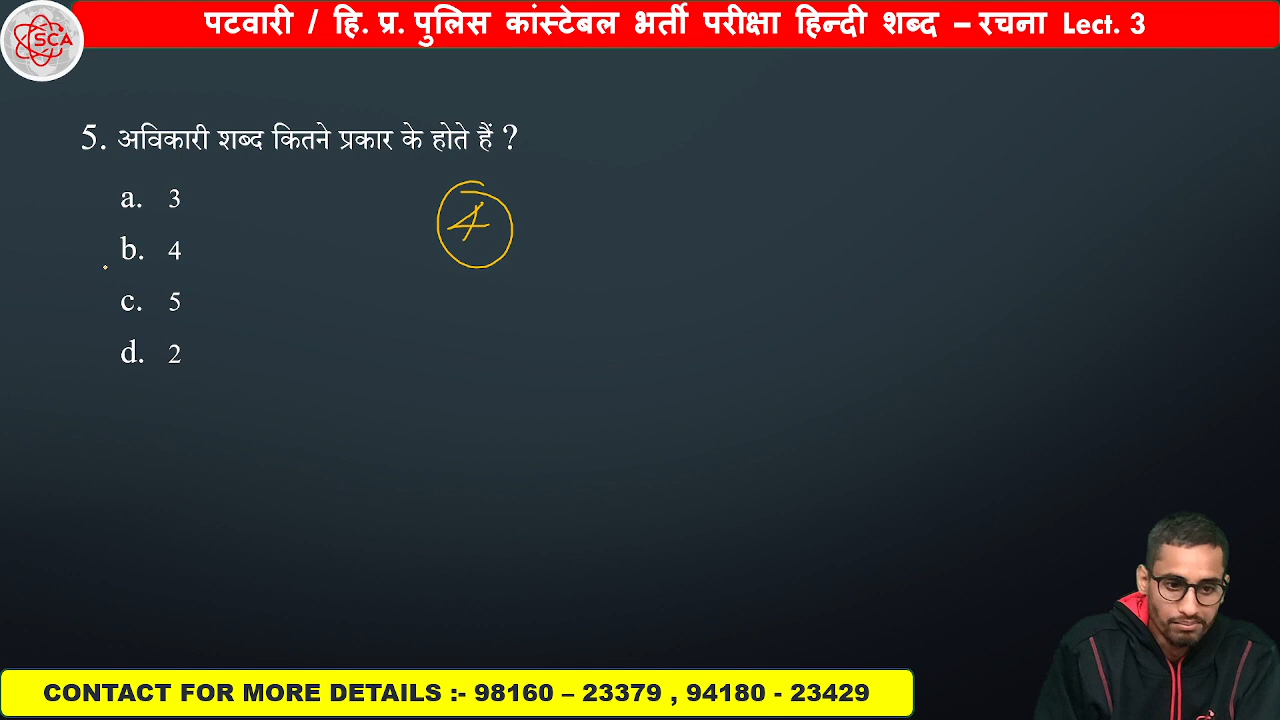 SCA
पटवारी / हि. प्र. पुलिस कांस्टेबल भर्ती परीक्षा हिन्दी शब्द – रचना Lect. 3
5. अविकारी शब्द कितने प्रकार के होते हैं ?
a. 3
4
b. 4
c. 5
d. 2
CONTACT FOR MORE DETAILS :- 98160 – 23379 , 94180 - 23429